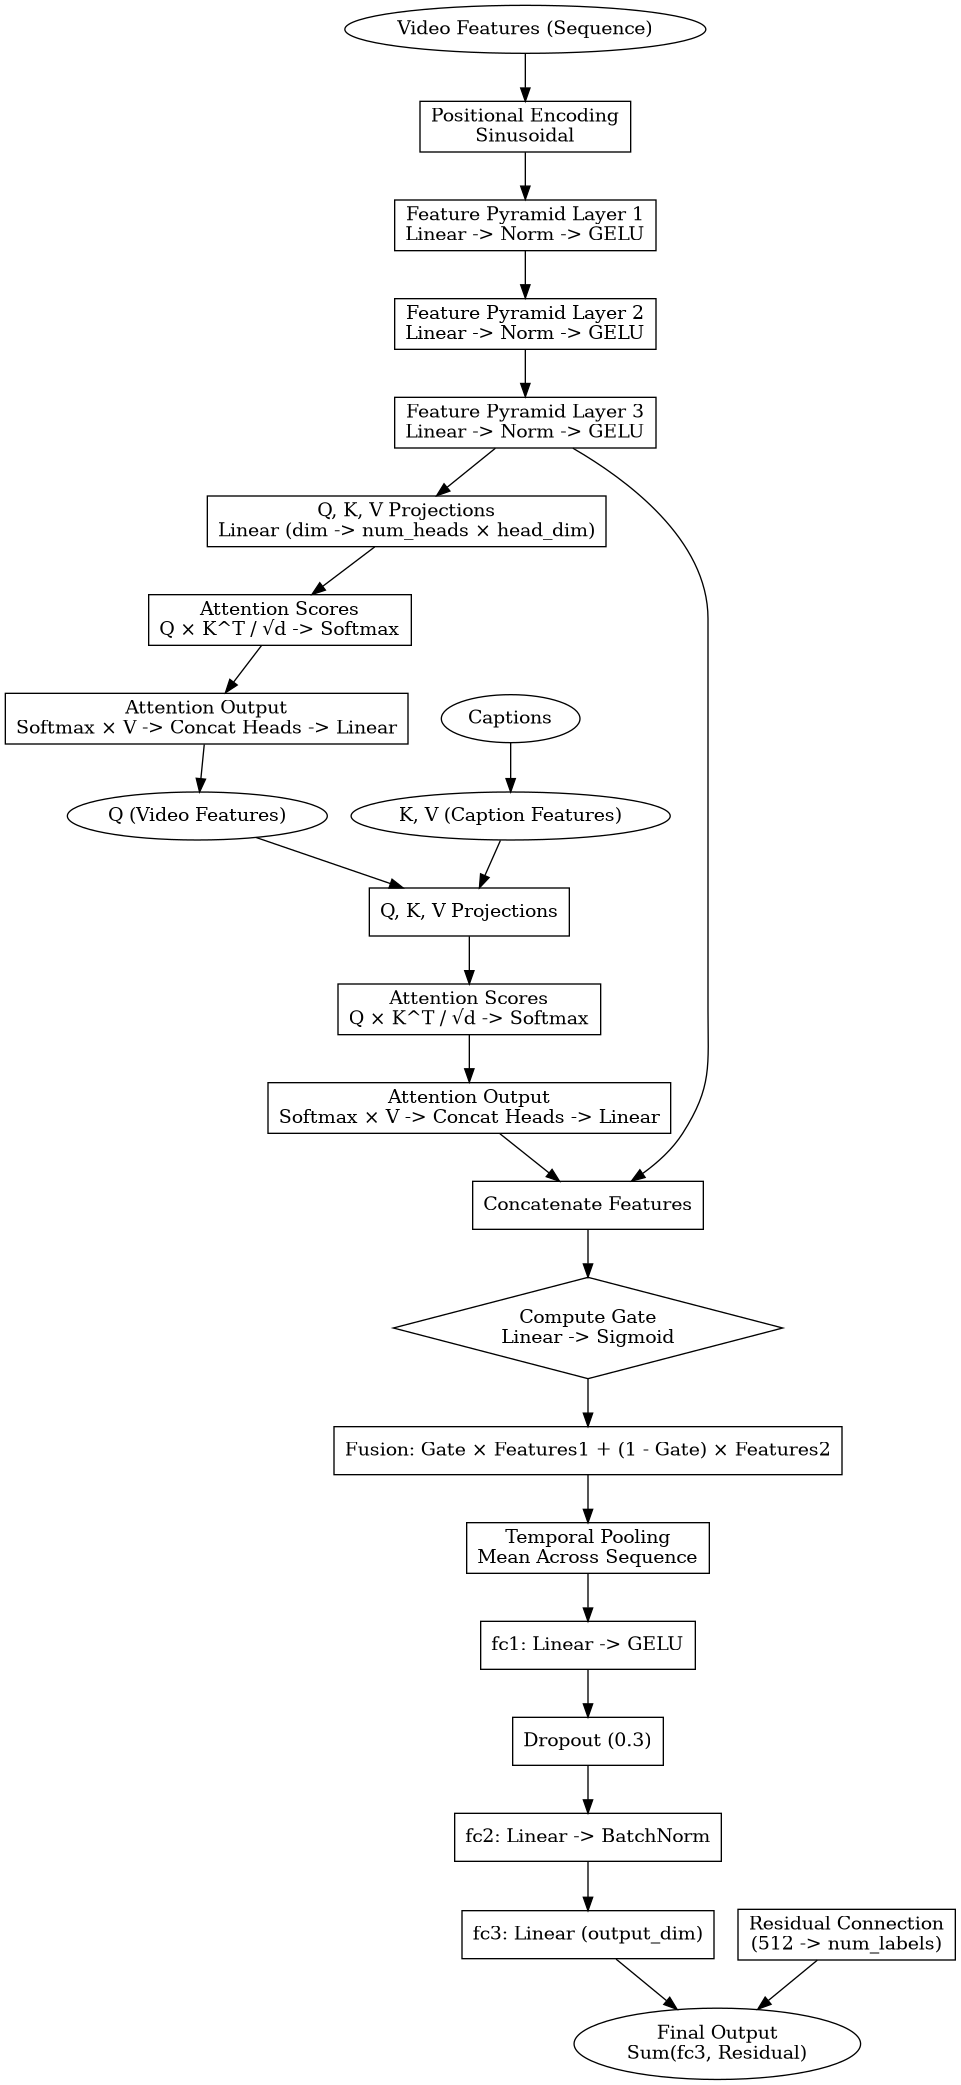 Video Features (Sequence)
Positional Encoding
Sinusoidal
Feature Pyramid Layer 1
Linear -> Norm -> GELU
Feature Pyramid Layer 2
Linear -> Norm -> GELU
Feature Pyramid Layer 3
Linear -> Norm -> GELU
Q, K, V Projections
Linear (dim -> num_heads × head_dim)
Attention Scores
Q × K^T / √d -> Softmax
Attention Output
Softmax × V -> Concat Heads -> Linear
Captions
Q (Video Features)
K, V (Caption Features)
Q, K, V Projections
Attention Scores
Q × K^T / √d -> Softmax
Attention Output
Softmax × V -> Concat Heads -> Linear
Concatenate Features
Compute Gate
Linear -> Sigmoid
Fusion: Gate × Features1 + (1 - Gate) × Features2
Temporal Pooling
Mean Across Sequence
fc1: Linear -> GELU
Dropout (0.3)
fc2: Linear -> BatchNorm
fc3: Linear (output_dim)
Residual Connection
(512 -> num_labels)
Final Output
Sum(fc3, Residual)